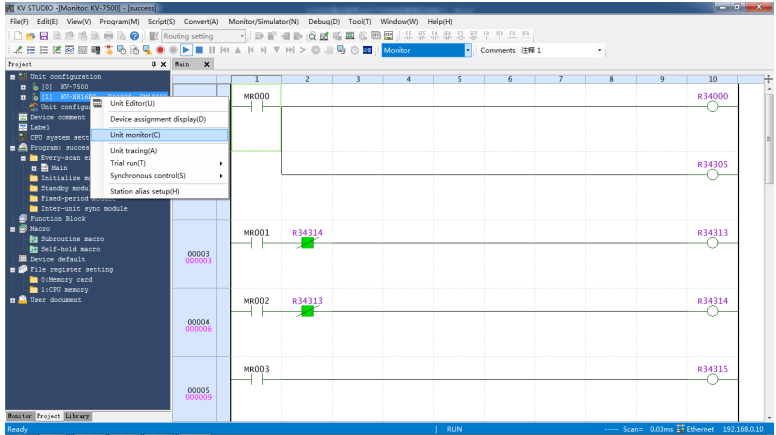 KV STUDIO -[Monitor: KV-7500] - [success]
File(F) Edit(E) View(V) Program(M) Script(S) Convert(A) Monitor/Simulator(N) Debug(D) Tool(T) Window(W) Help(H)
Routing setting
Monitor Comments 注释 1
Project
Main
Unit configuration
[0] KV-7500
[1]
Device comment
Label
CPU system sett
Program: succes
Every-scan e
Main
Initialize m
Standby modu
Fixed-period
Inter-unit sync module
Function Block
Macro
Subroutine macro
Self-hold macro
Device default
File register setting
0:Memory card
1:CPU memory
User document
Unit Editor(U)
Device assignment display(D)
Unit monitor(C)
Unit tracing(A)
Trial run(T)
Synchronous control(S)
Station alias setup(H)
1 2 3 4 5 6 7 8 9 10
MR000 R34000
R34305
MR001 R34314 R34313
00003
000003
MR002 R34313 R34314
00004
000006
MR003 R34315
00005
000009
Monitor Project Library
Ready RUN ----- Scan= 0.03ms Ethernet 192.168.0.10